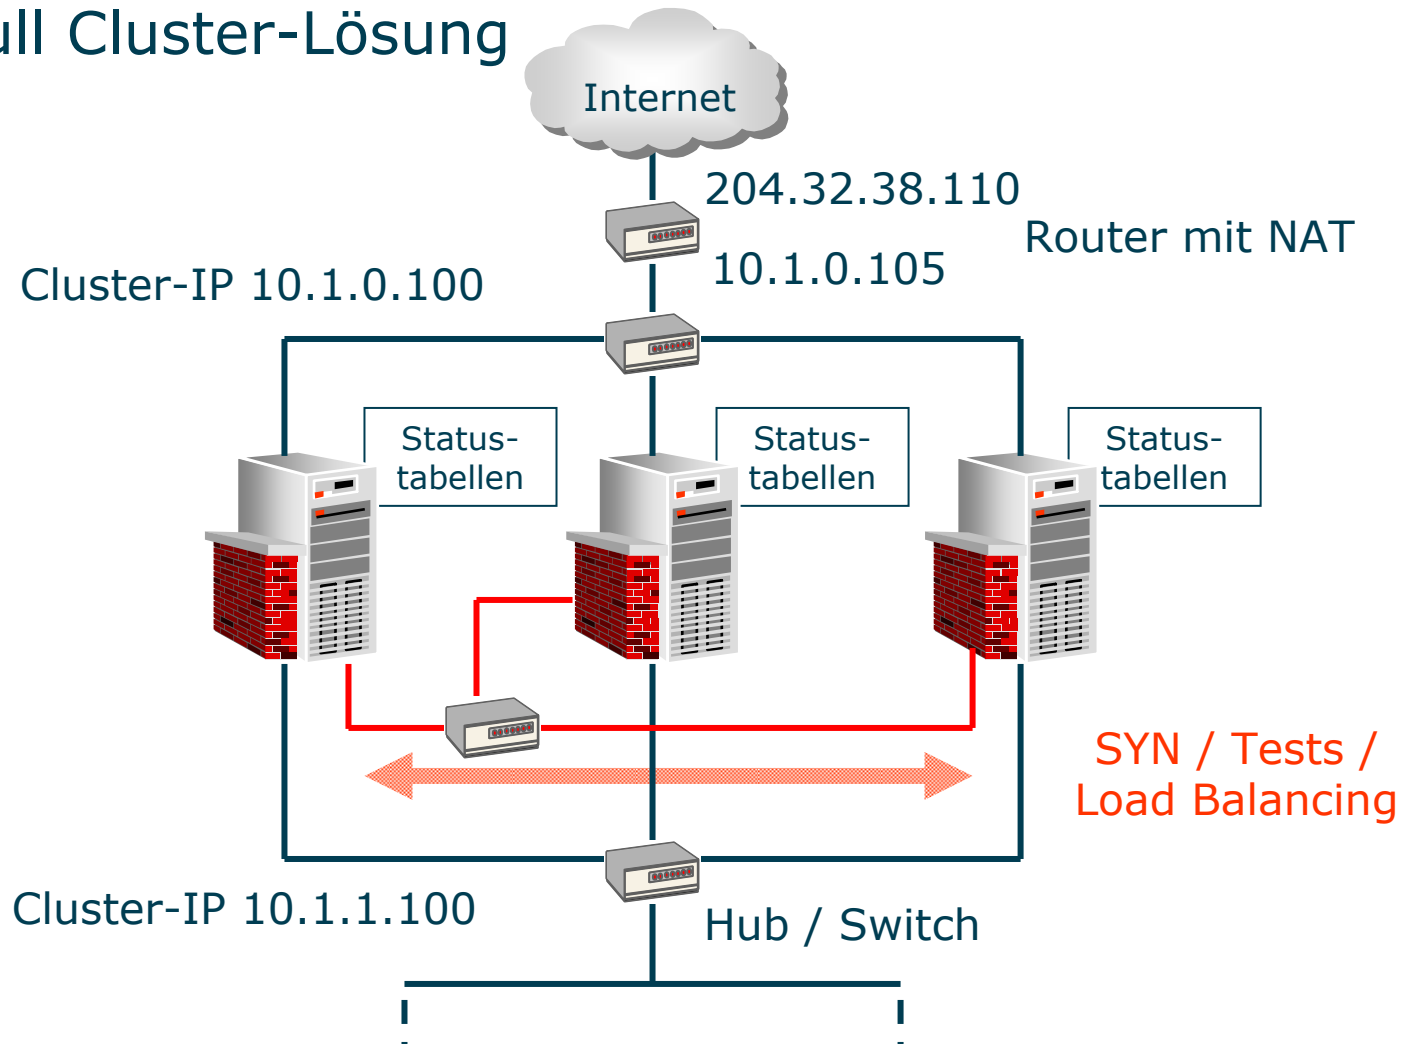 ull Cluster-Lösung
Internet
204.32.38.110
Router mit NAT
10.1.0.105
Cluster-IP 10.1.0.100
Status-
tabellen
Status-
tabellen
Status-
tabellen
SYN / Tests /
Load Balancing
Cluster-IP 10.1.1.100
Hub / Switch